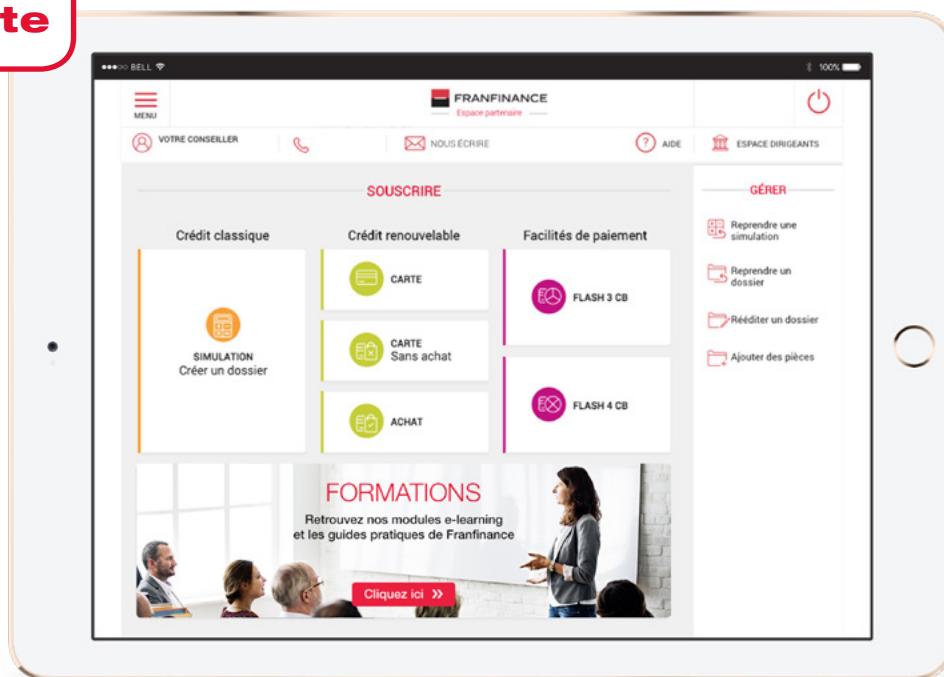 te
BELL
100%
MENU
FRANFINANCE
Espace partenaire
VOTRE CONSEILLER
NOUS ÉCRIRE
? AIDE
ESPACE DIRIGEANTS
SOUSCRIRE
Crédit classique
Crédit renouvelable
Facilités de paiement
SIMULATION
Créer un dossier
CARTE
CARTE
Sans achat
ACHAT
FLASH 3 CB
FLASH 4 CB
GÉRER
Reprendre une
simulation
Reprendre un
dossier
Rééditer un dossier
Ajouter des pièces
FORMATIONS
Retrouvez nos modules e-learning
et les guides pratiques de Franfinance
Cliquez ici »